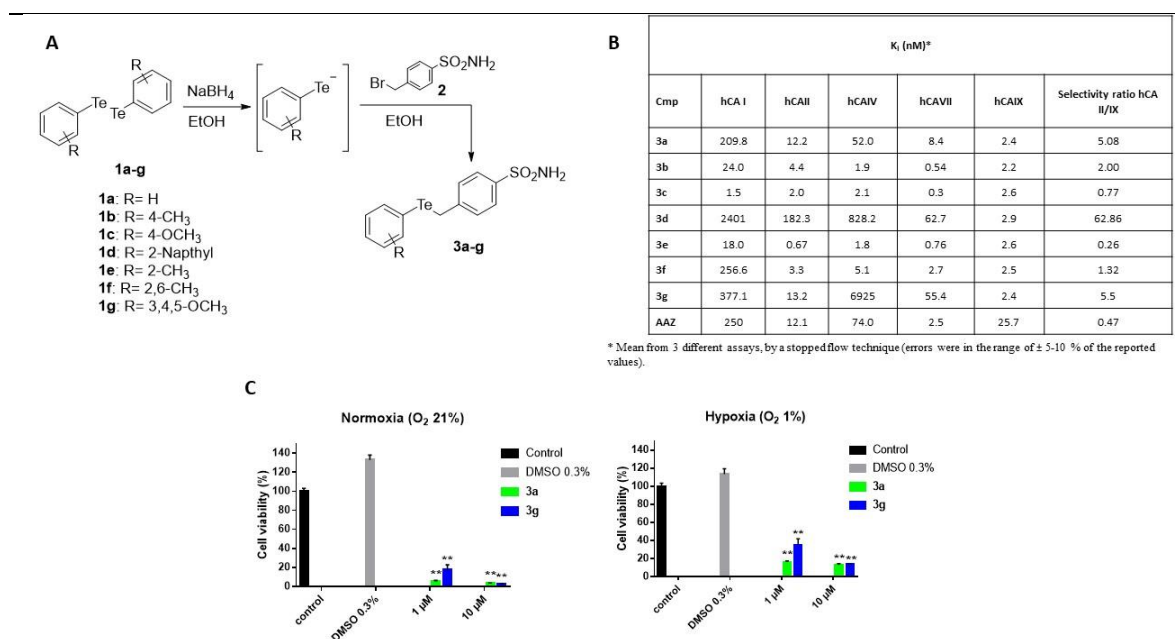 A
R
Te
Te
R
1a-g
NaBH4
EtOH
Te−
R
Br
SO2NH2
2
EtOH
SO2NH2
Te
R
3a-g
1a: R= H
1b: R= 4-CH3
1c: R= 4-OCH3
1d: R= 2-Napthyl
1e: R= 2-CH3
1f: R= 2,6-CH3
1g: R= 3,4,5-OCH3
B
KI (nM)*
Cmp hCA I hCAII hCAIV hCAVII hCAIX Selectivity ratio hCA II/IX
3a 209.8 12.2 52.0 8.4 2.4 5.08
3b 24.0 4.4 1.9 0.54 2.2 2.00
3c 1.5 2.0 2.1 0.3 2.6 0.77
3d 2401 182.3 828.2 62.7 2.9 62.86
3e 18.0 0.67 1.8 0.76 2.6 0.26
3f 256.6 3.3 5.1 2.7 2.5 1.32
3g 377.1 13.2 6925 55.4 2.4 5.5
AAZ 250 12.1 74.0 2.5 25.7 0.47
* Mean from 3 different assays, by a stopped flow technique (errors were in the range of ± 5-10 % of the reported
values).
C
Normoxia (O2 21%)
Cell viability (%)
140
120
100
80
60
40
20
0
** ** ** **
control DMSO 0.3% 1 µM 10 µM
Control
DMSO 0.3%
3a
3g
Hypoxia (O2 1%)
Cell viability (%)
140
120
100
80
60
40
20
0
** ** ** **
control DMSO 0.3% 1 µM 10 µM
Control
DMSO 0.3%
3a
3g